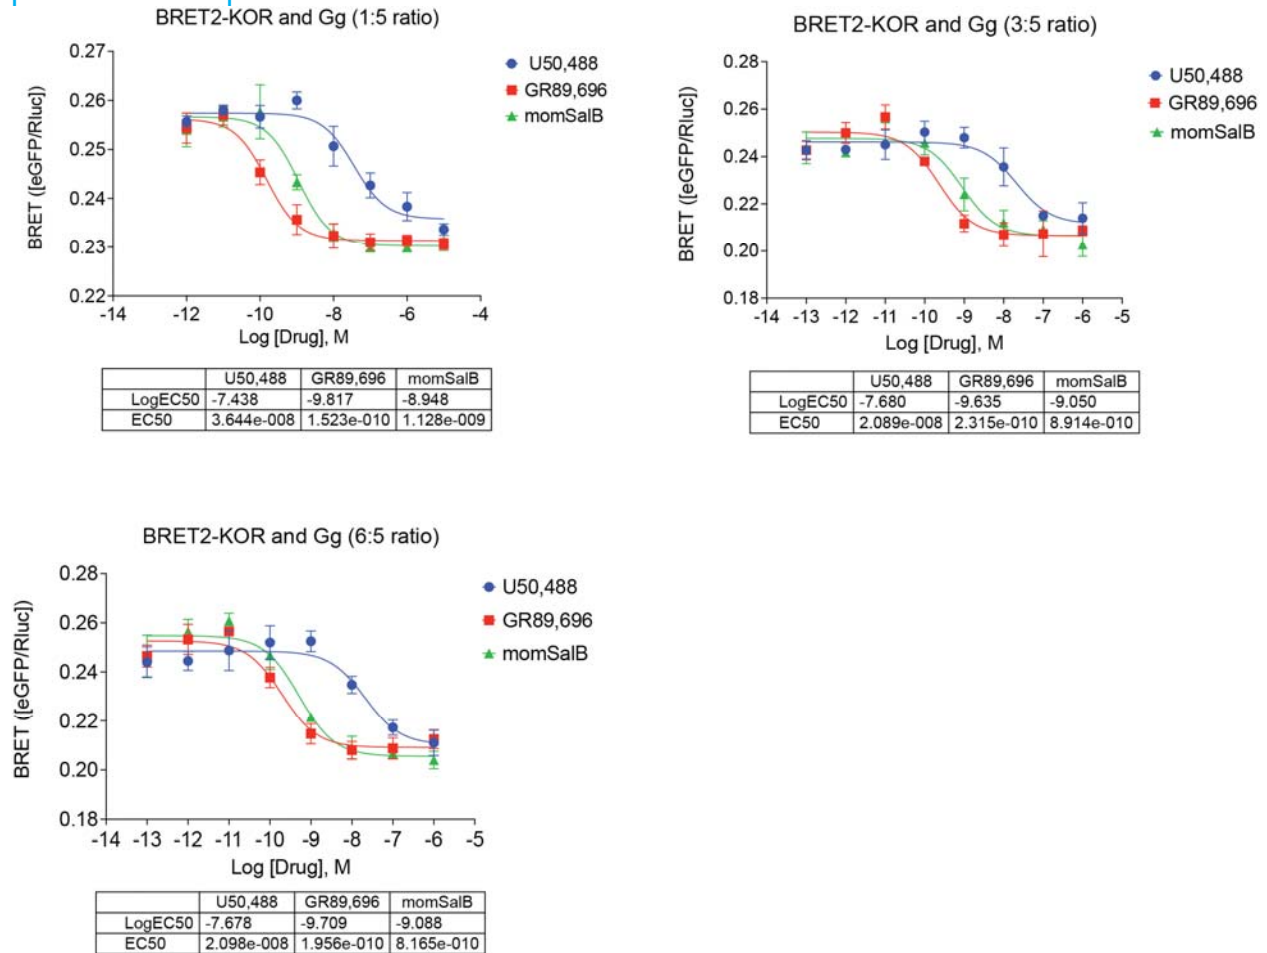 BRET2-KOR and Gg (1:5 ratio)
0.27
0.26
0.25
0.24
0.23
0.22
BRET ([eGFP/Rluc])
-14 -12 -10 -8 -6 -4
Log [Drug], M
U50,488
GR89,696
momSalB
U50,488 GR89,696 momSalB
LogEC50 -7.438 -9.817 -8.948
EC50 3.644e-008 1.523e-010 1.128e-009
BRET2-KOR and Gg (3:5 ratio)
0.28
0.26
0.24
0.22
0.20
0.18
BRET ([eGFP/Rluc])
-14 -13 -12 -11 -10 -9 -8 -7 -6 -5
Log [Drug], M
U50,488
GR89,696
momSalB
U50,488 GR89,696 momSalB
LogEC50 -7.680 -9.635 -9.050
EC50 2.089e-008 2.315e-010 8.914e-010
BRET2-KOR and Gg (6:5 ratio)
0.28
0.26
0.24
0.22
0.20
0.18
BRET ([eGFP/Rluc])
-14 -13 -12 -11 -10 -9 -8 -7 -6 -5
Log [Drug], M
U50,488
GR89,696
momSalB
U50,488 GR89,696 momSalB
LogEC50 -7.678 -9.709 -9.088
EC50 2.098e-008 1.956e-010 8.165e-010